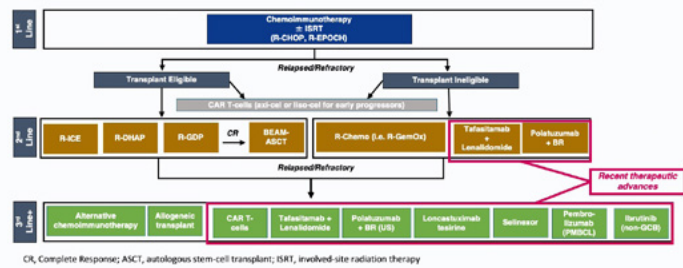 1st Line
Chemoimmunotherapy
± ISRT
(R-CHOP, R-EPOCH)
Relapsed/Refractory
Transplant Eligible
Transplant Ineligible
CAR T-cells (axi-cel or liso-cel for early progressors)
2nd Line
R-ICE
R-DHAP
R-GDP
CR
BEAM-
ASCT
R-Chemo (i.e. R-GemOx)
Tafasitamab
+
Lenalidomide
Polatuzumab
+ BR
Relapsed/Refractory
Recent therapeutic
advances
3rd Line+
Alternative
chemoimmunotherapy
Allogeneic
transplant
CAR T-
cells
Tafasitamab +
Lenalidomide
Polatuzumab
+ BR (US)
Loncastuximab
tesirine
Selinexor
Pembro-
lizumab
(PMBCL)
Ibrutinib
(non-GCB)
CR, Complete Response; ASCT, autologous stem-cell transplant; ISRT, involved-site radiation therapy